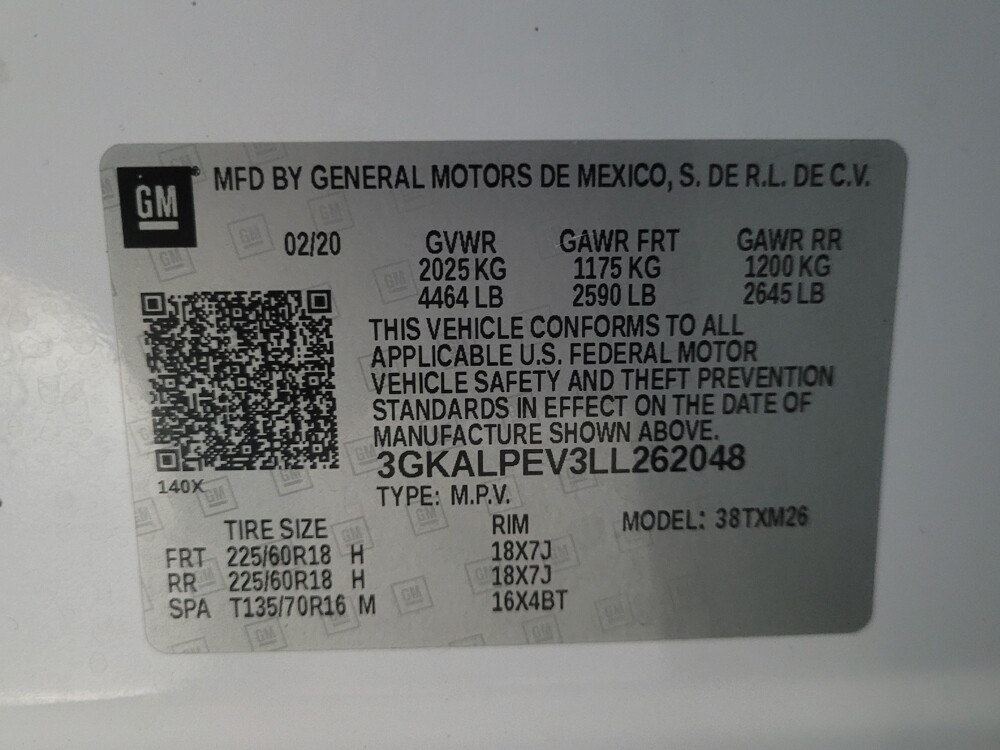 GM MFD BY GENERAL MOTORS DE MEXICO, S. DE R.L. DE C.V.
02/20 GVWR GAWR FRT GAWR RR
2025 KG 1175 KG 1200 KG
4464 LB 2590 LB 2645 LB
THIS VEHICLE CONFORMS TO ALL
APPLICABLE U.S. FEDERAL MOTOR
VEHICLE SAFETY AND THEFT PREVENTION
STANDARDS IN EFFECT ON THE DATE OF
MANUFACTURE SHOWN ABOVE.
3GKALPEV3LL262048
140X
TYPE: M.P.V.
TIRE SIZE RIM MODEL: 38TXM26
FRT 225/60R18 H 18X7J
RR 225/60R18 H 18X7J
SPA T135/70R16 M 16X4BT